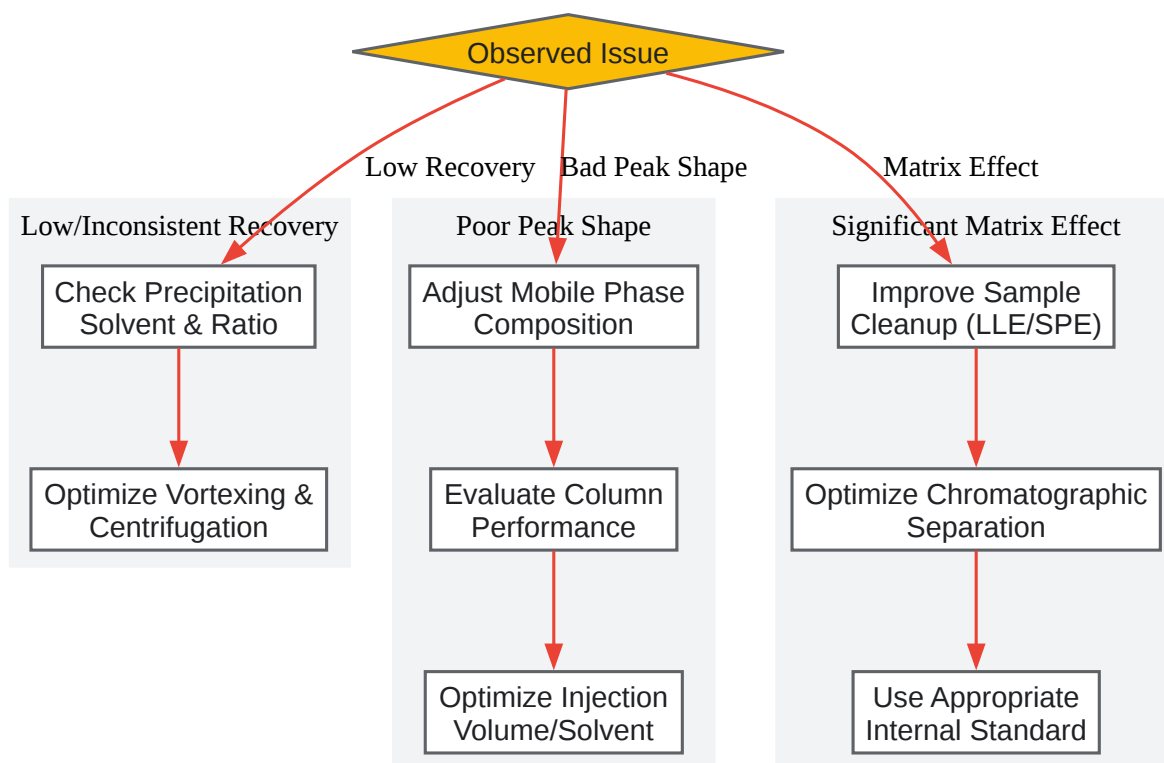 Observed Issue
Low Recovery
Bad Peak Shape
Matrix Effect
Low/Inconsistent Recovery
Poor Peak Shape
Significant Matrix Effect
Check Precipitation
Solvent & Ratio
Adjust Mobile Phase
Composition
Improve Sample
Cleanup (LLE/SPE)
Optimize Vortexing &
Centrifugation
Evaluate Column
Performance
Optimize Chromatographic
Separation
Optimize Injection
Volume/Solvent
Use Appropriate
Internal Standard